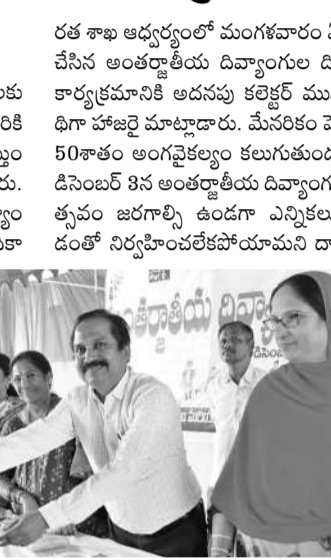 రత శాఖ ఆధ్వర్యంలో మంగళవారం
చేసిన అంతర్జాతీయ దివ్యాంగుల ది
లకు కార్యక్రమానికి అదనపు కలెక్టర్ ము
రికి థిగా హాజరై మాట్లాడారు. మేనరికం
త్తుం 50శాతం అంగవైకల్యం కలుగుతుంద
రు. డిసెంబర్ 3న అంతర్జాతీయ దివ్యాంగ
్యం త్సవం జరగాల్సి ఉండగా ఎన్నికల
ికా డంతో నిర్వహించలేకపోయామని దా
అంతర్జాతీయ దివ్యా
డిసెం